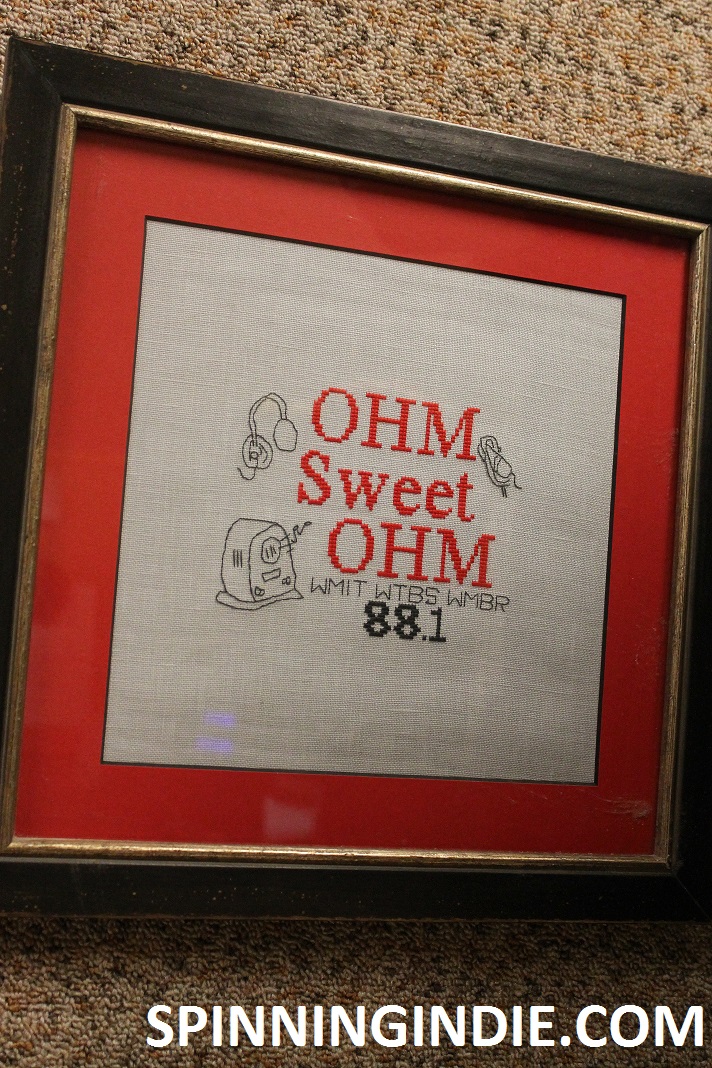 OHM
Sweet
OHM
WMIT WTBS WMBR
88.1
SPINNINGINDIE.COM